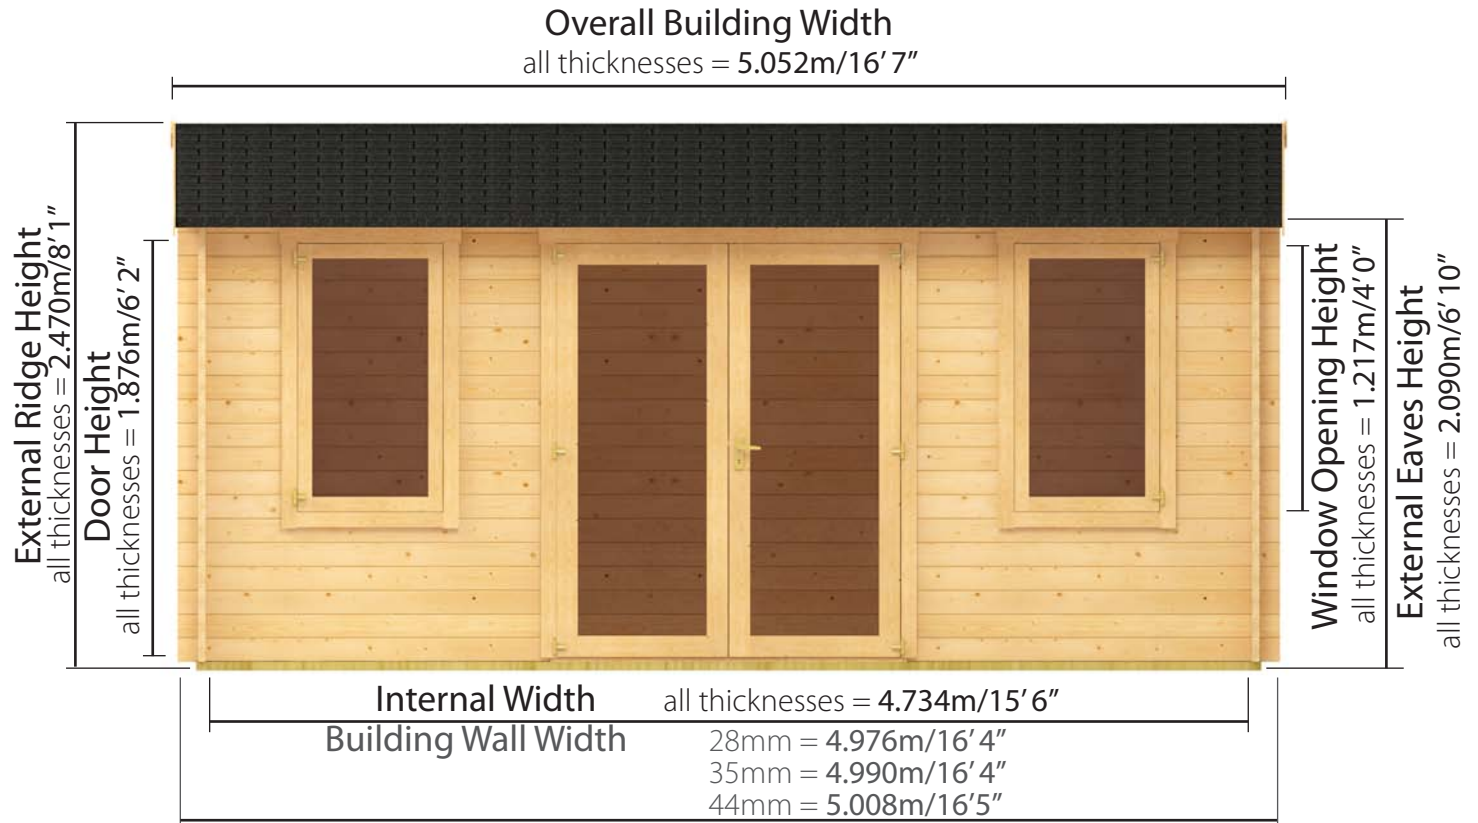 Overall Building Width
all thicknesses = 5.052m/16’ 7”
External Ridge Height
all thicknesses = 2.470m/8’ 1”
Door Height
all thicknesses = 1.876m/6’ 2”
Window Opening Height
all thicknesses = 1.217m/4’0”
External Eaves Height
all thicknesses = 2.090m/6’ 10”
Internal Width all thicknesses = 4.734m/15’ 6”
Building Wall Width 28mm = 4.976m/16’ 4”
35mm = 4.990m/16’ 4”
44mm = 5.008m/16’5”